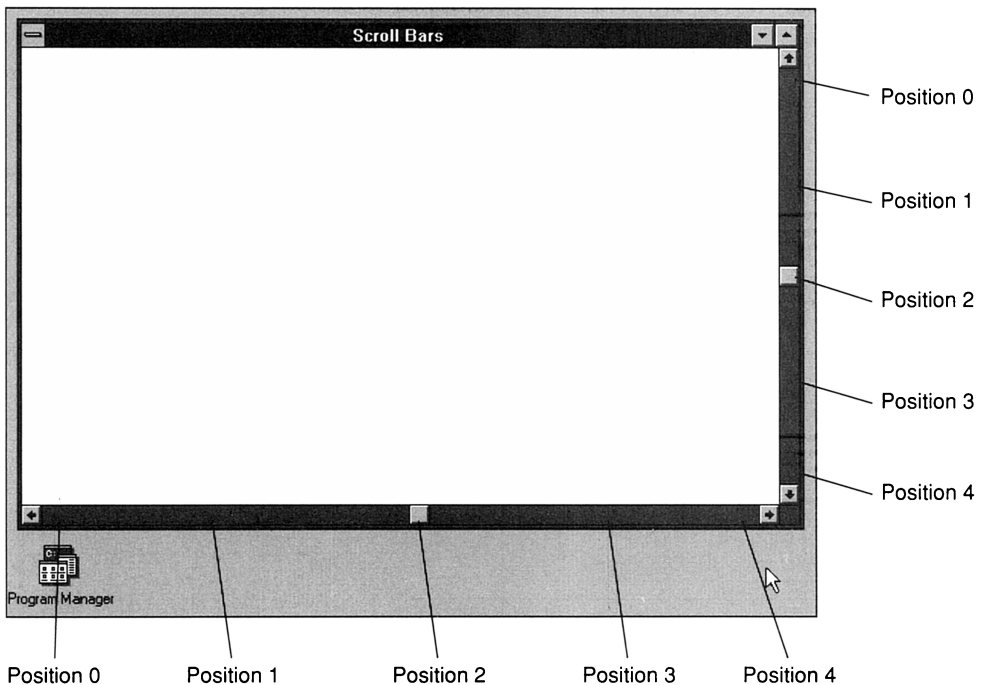 Scroll Bars
Position 0
Position 1
Position 2
Position 3
Position 4
Program Manager
Position 0 Position 1 Position 2 Position 3 Position 4